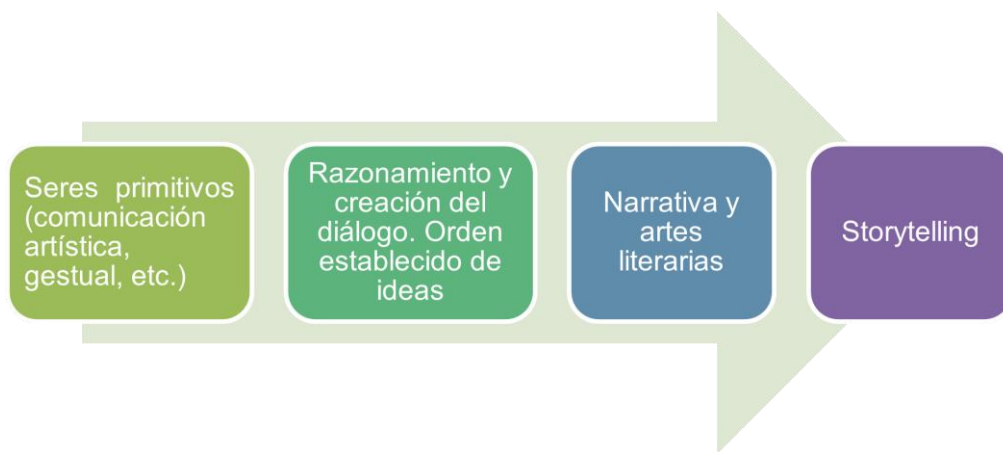 Seres primitivos
(comunicación
artística,
gestual, etc.)
Razonamiento y
creación del
diálogo. Orden
establecido de
ideas
Narrativa y
artes
literarias
Storytelling